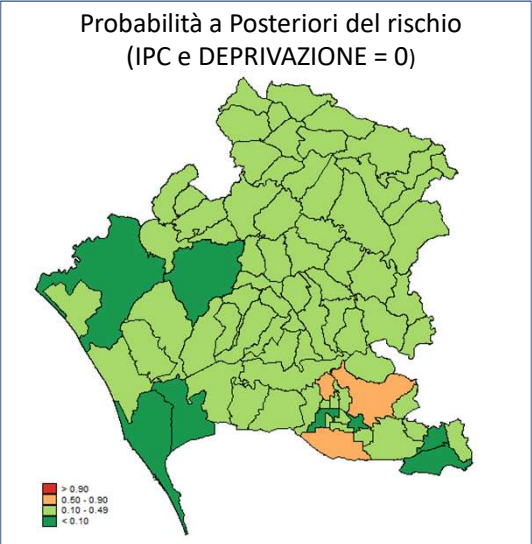 Probabilità a Posteriori del rischio
(IPC e DEPRIVAZIONE = 0)
> 0.90
0.50 - 0.90
0.10 - 0.49
< 0.10